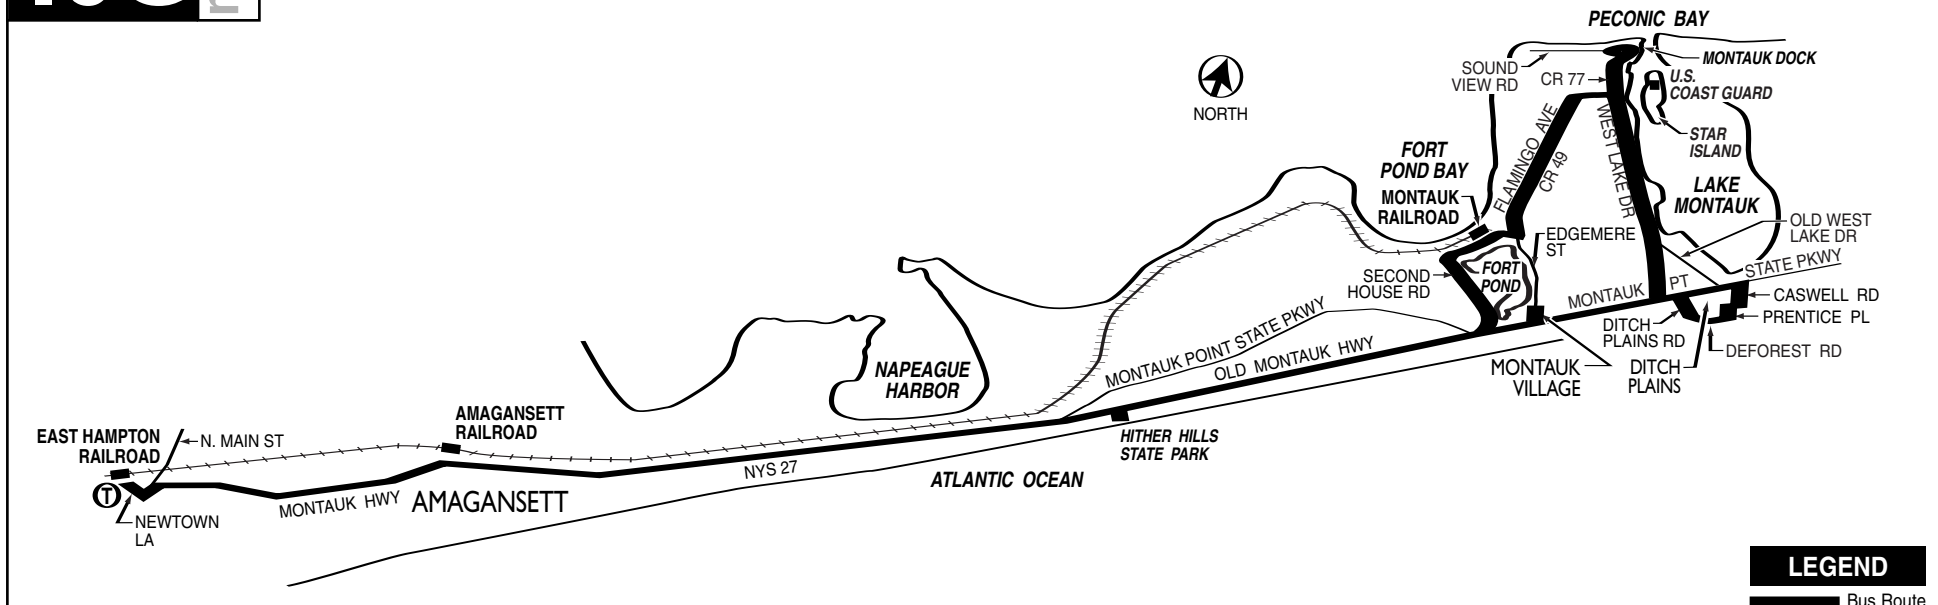 PECONIC BAY
MONTAUK DOCK
SOUND
VIEW RD
CR 77
U.S.
COAST GUARD
NORTH
STAR
ISLAND
FLAMINGO AVE
CR 49
WEST LAKE DR
FORT
POND BAY
MONTAUK
RAILROAD
LAKE
MONTAUK
OLD WEST
LAKE DR
EDGEMERE
ST
SECOND
HOUSE RD
FORT
POND
MONTAUK PT STATE PKWY
CASWELL RD
PRENTICE PL
DITCH
PLAINS RD
DEFOREST RD
MONTAUK
VILLAGE
DITCH
PLAINS
MONTAUK POINT STATE PKWY
OLD MONTAUK HWY
NAPEAGUE
HARBOR
HITHER HILLS
STATE PARK
AMAGANSETT
RAILROAD
EAST HAMPTON
RAILROAD
N. MAIN ST
NYS 27
ATLANTIC OCEAN
T
MONTAUK HWY
AMAGANSETT
NEWTOWN
LA
LEGEND
Bus Route